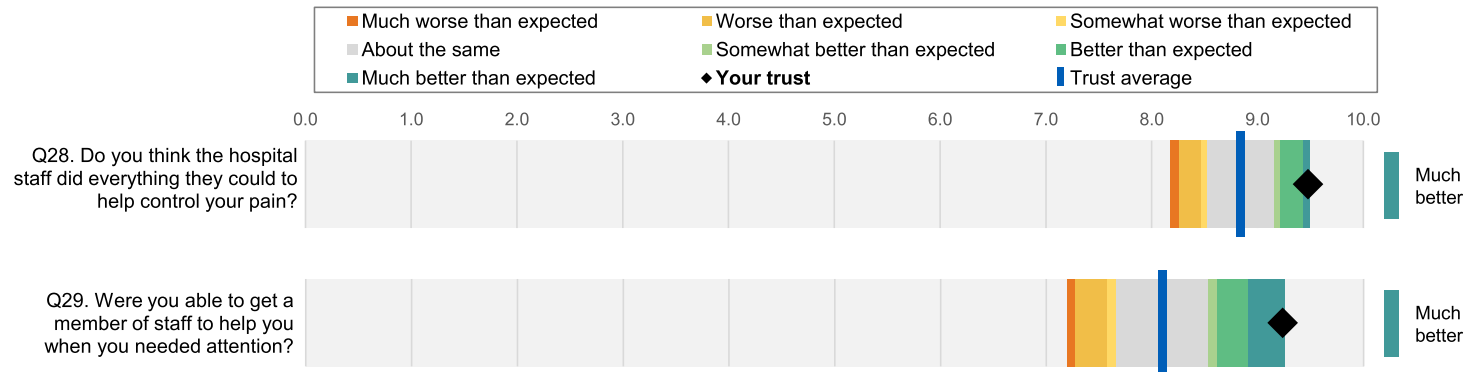 Much worse than expected
Worse than expected
Somewhat worse than expected
About the same
Somewhat better than expected
Better than expected
Much better than expected
Your trust
Trust average
0.0 1.0 2.0 3.0 4.0 5.0 6.0 7.0 8.0 9.0 10.0
Q28. Do you think the hospital
staff did everything they could to
help control your pain?
Much
better
Q29. Were you able to get a
member of staff to help you
when you needed attention?
Much
better